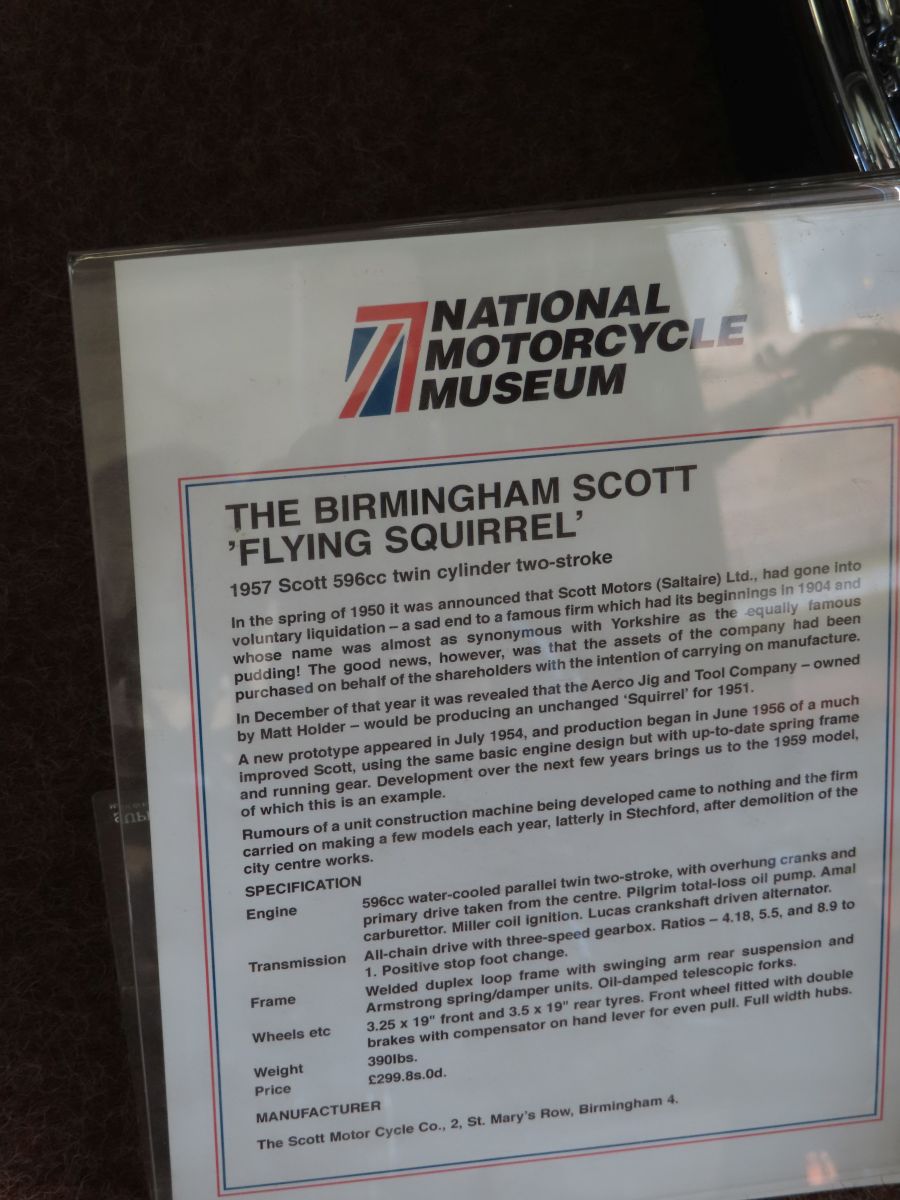 NATIONAL
MOTORCYCLE
MUSEUM
THE BIRMINGHAM SCOTT
'FLYING SQUIRREL'
1957 Scott 596cc twin cylinder two-stroke
In the spring of 1950 it was announced that Scott Motors (Saltaire) Ltd., had gone into
voluntary liquidation – a sad end to a famous firm which had its beginnings in 1904 and
whose name was almost as synonymous with Yorkshire as the equally famous
pudding! The good news, however, was that the assets of the company had been
purchased on behalf of the shareholders with the intention of carrying on manufacture.
In December of that year it was revealed that the Aerco Jig and Tool Company – owned
by Matt Holder – would be producing an unchanged 'Squirrel' for 1951.
A new prototype appeared in July 1954, and production began in June 1956 of a much
improved Scott, using the same basic engine design but with up-to-date spring frame
and running gear. Development over the next few years brings us to the 1959 model,
of which this is an example.
Rumours of a unit construction machine being developed came to nothing and the firm
carried on making a few models each year, latterly in Stechford, after demolition of the
city centre works.
SPECIFICATION
Engine 596cc water-cooled parallel twin two-stroke, with overhung cranks and
primary drive taken from the centre. Pilgrim total-loss oil pump. Amal
carburettor. Miller coil ignition. Lucas crankshaft driven alternator.
Transmission All-chain drive with three-speed gearbox. Ratios – 4.18, 5.5, and 8.9 to
1. Positive stop foot change.
Frame Welded duplex loop frame with swinging arm rear suspension and
Armstrong spring/damper units. Oil-damped telescopic forks.
Wheels etc 3.25 x 19" front and 3.5 x 19" rear tyres. Front wheel fitted with double
brakes with compensator on hand lever for even pull. Full width hubs.
Weight 390lbs.
Price £299.8s.0d.
MANUFACTURER
The Scott Motor Cycle Co., 2, St. Mary's Row, Birmingham 4.